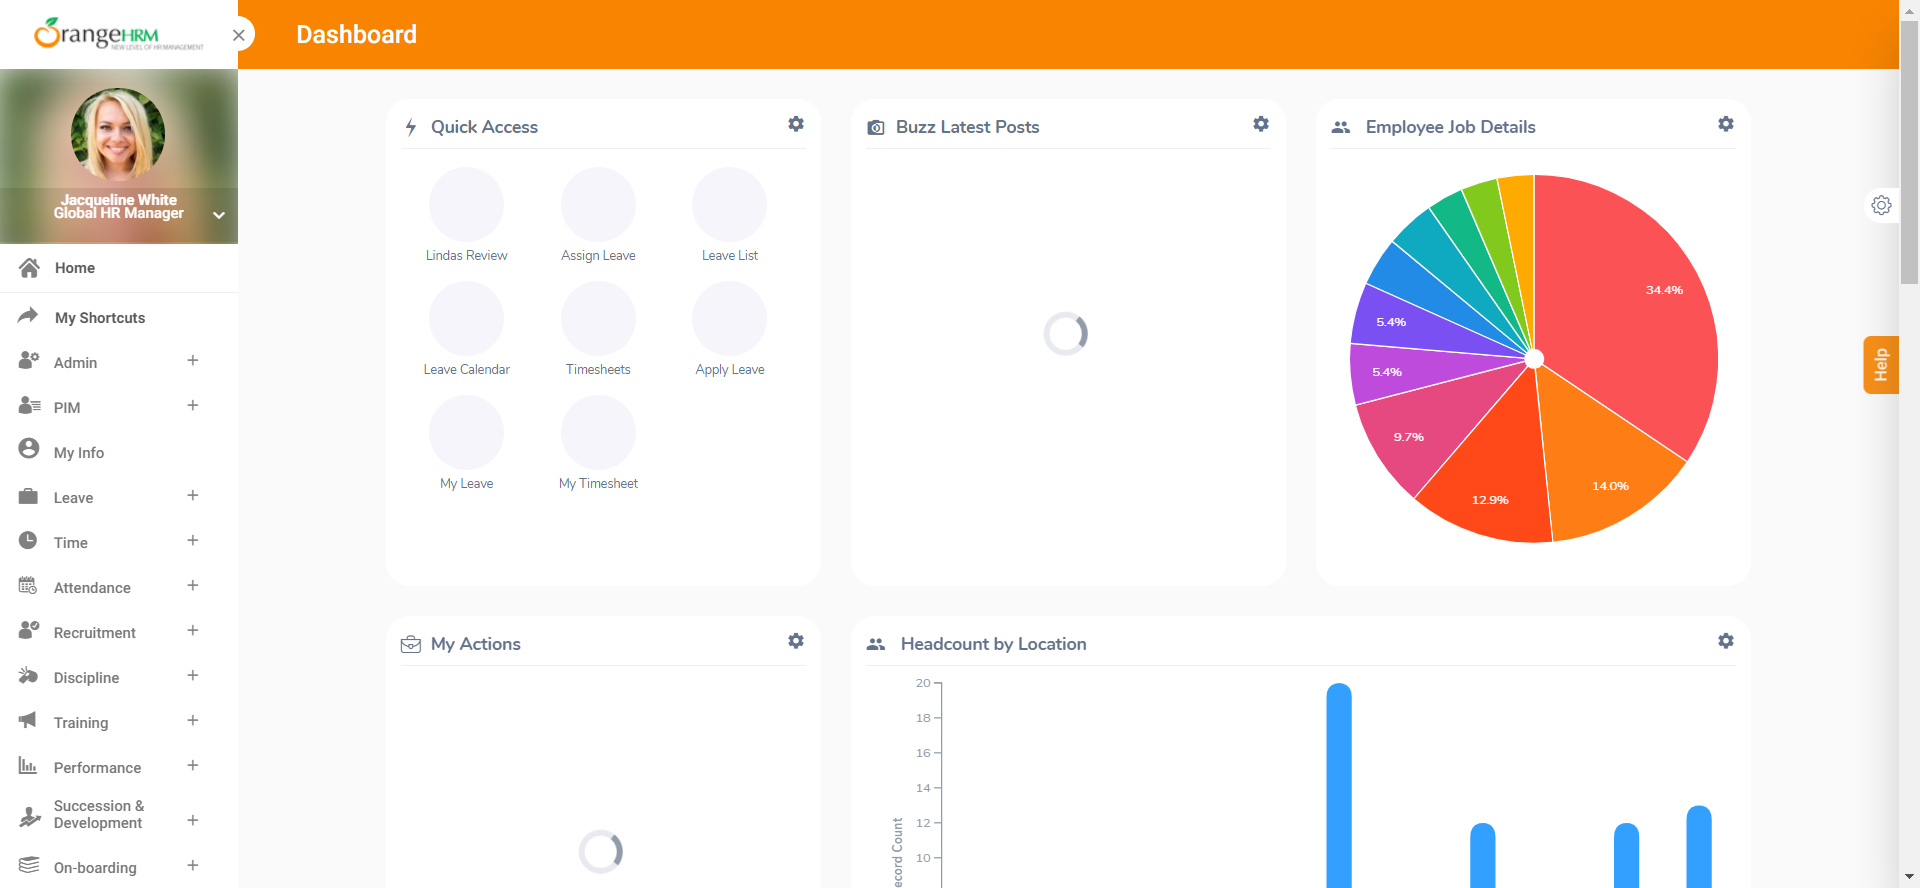 OrangeHRM
NEW LEVEL OF HR MANAGEMENT
Dashboard
Jacqueline White
Global HR Manager
Home
My Shortcuts
Admin
PIM
My Info
Leave
Time
Attendance
Recruitment
Discipline
Training
Performance
Succession &
Development
On-boarding
Quick Access
Lindas Review
Assign Leave
Leave List
Leave Calendar
Timesheets
Apply Leave
My Leave
My Timesheet
Buzz Latest Posts
Employee Job Details
34.4%
14.0%
12.9%
9.7%
5.4%
5.4%
My Actions
Headcount by Location
20
18
16
14
12
10
ecord Count
Help